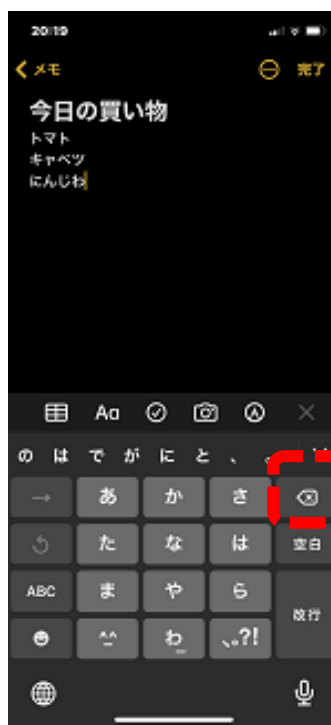 20:19
メモ 完了
今日の買い物
トマト
キャベツ
にんじわ
Aa
の は で が に と 、 。
あ か さ
た な は 空白
ABC ま や ら 改行
^^ わ 、。?!